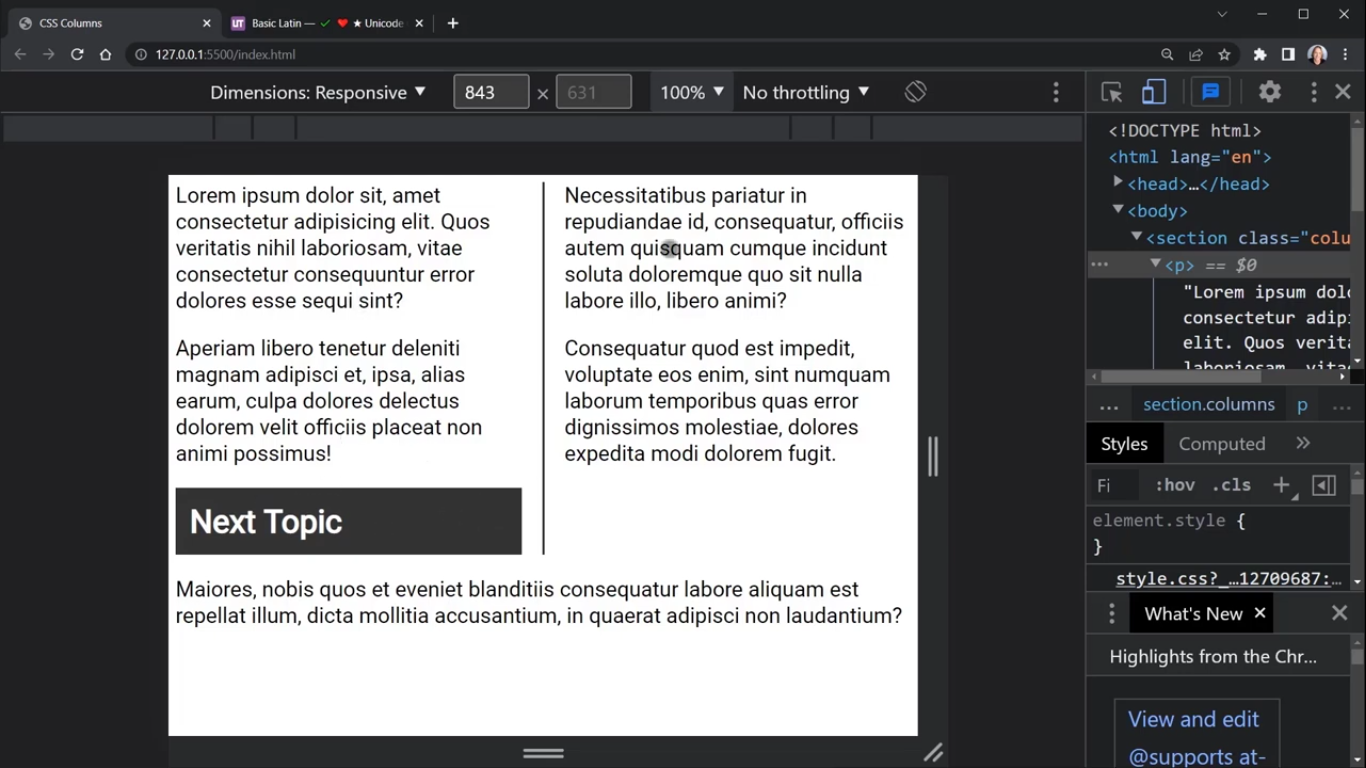 CSS Columns
UT Basic Latin — ✓ ❤ ★ Unicode
127.0.0.1:5500/index.html
Dimensions: Responsive ▼ 843 × 631 100% ▼ No throttling ▼
Lorem ipsum dolor sit, amet
consectetur adipisicing elit. Quos
veritatis nihil laboriosam, vitae
consectetur consequuntur error
dolores esse sequi sint?
Aperiam libero tenetur deleniti
magnam adipisci et, ipsa, alias
earum, culpa dolores delectus
dolorem velit officiis placeat non
animi possimus!
Next Topic
Necessitatibus pariatur in
repudiandae id, consequatur, officiis
autem quisquam cumque incidunt
soluta doloremque quo sit nulla
labore illo, libero animi?
Consequatur quod est impedit,
voluptate eos enim, sint numquam
laborum temporibus quas error
dignissimos molestiae, dolores
expedita modi dolorem fugit.
Maiores, nobis quos et eveniet blanditiis consequatur labore aliquam est
repellat illum, dicta mollitia accusantium, in quaerat adipisci non laudantium?
<!DOCTYPE html>
<html lang="en">
<head>…</head>
<body>
<section class="colu
<p> == $0
"Lorem ipsum dolo
consectetur adipi
elit. Quos verita
laboriosam, vitae
... section.columns p ...
Styles Computed »
Fi :hov .cls +
element.style {
}
style.css?_…12709687:…
What's New ×
Highlights from the Chr...
View and edit
@supports at-